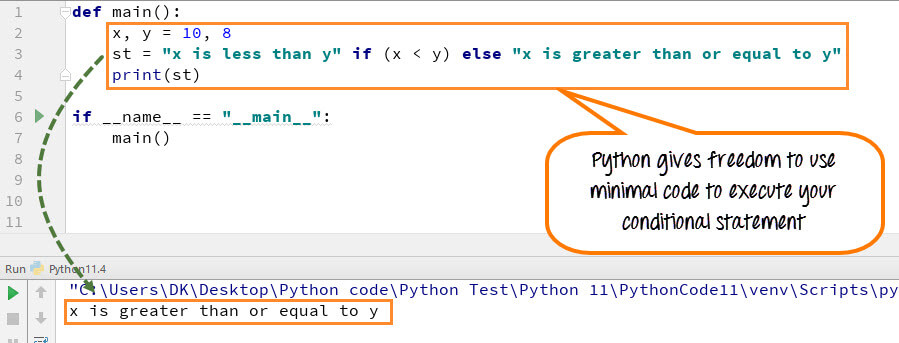 1 def main():
2 x, y = 10, 8
3 st = "x is less than y" if (x < y) else "x is greater than or equal to y"
4 print(st)
5
6 if __name__ == "__main__":
7 main()
8
9
10
11
Python gives freedom to use
minimal code to execute your
conditional statement
Run Python11.4
"C:\Users\DK\Desktop\Python code\Python Test\Python 11\PythonCode11\venv\Scripts\py
x is greater than or equal to y